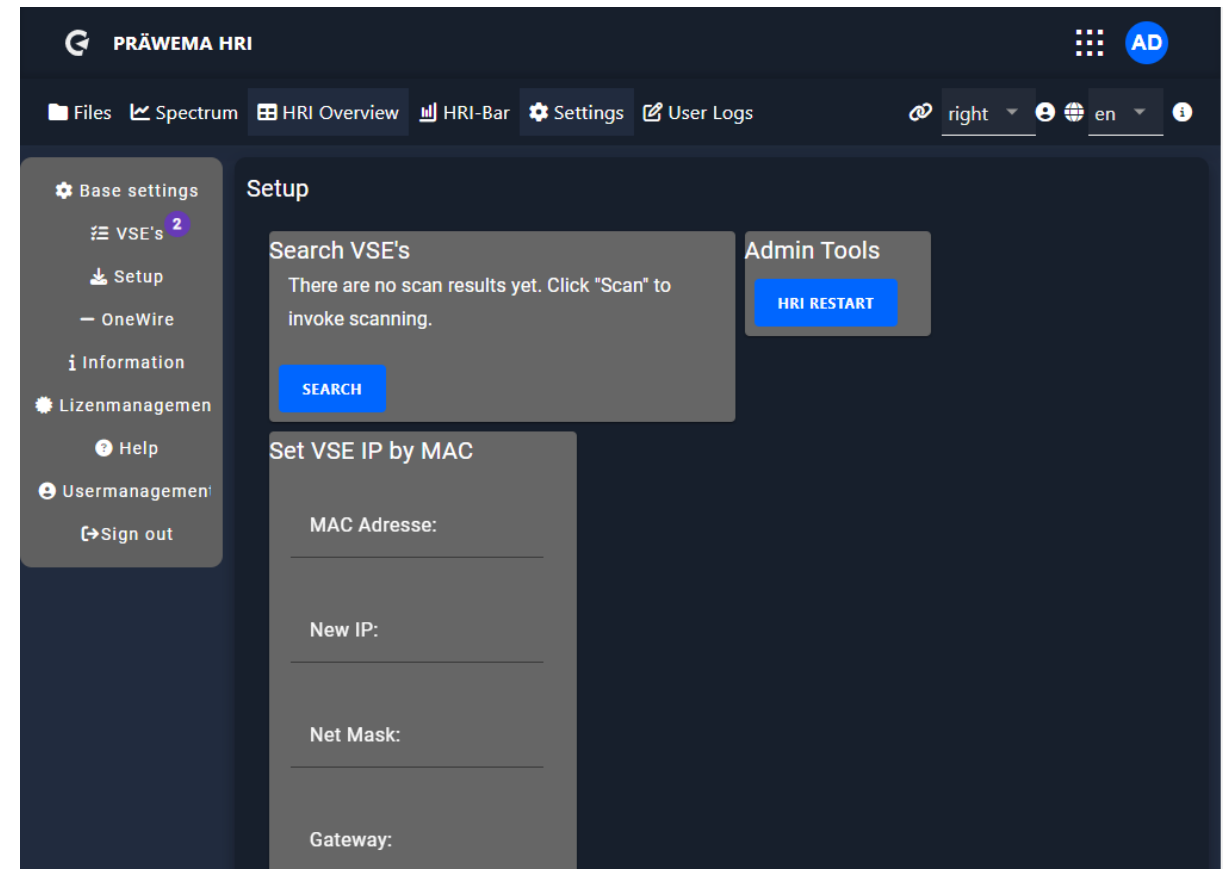 PRÄWEMA HRI
AD
Files Spectrum HRI Overview HRI-Bar Settings User Logs right en
Base settings
VSE's 2
Setup
OneWire
Information
Lizenmanagemen
Help
Usermanagement
Sign out
Setup
Search VSE's
There are no scan results yet. Click "Scan" to
invoke scanning.
SEARCH
Admin Tools
HRI RESTART
Set VSE IP by MAC
MAC Adresse:
New IP:
Net Mask:
Gateway: